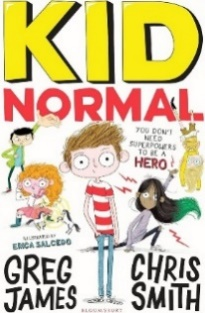 KID
NORMAL
YOU DON'T
NEED
SUPERPOWERS
TO BE A
HERO!
ILLUSTRATED BY
ERICA SALCEDO
GREG
JAMES
CHRIS
SMITH
BLOOMSBURY